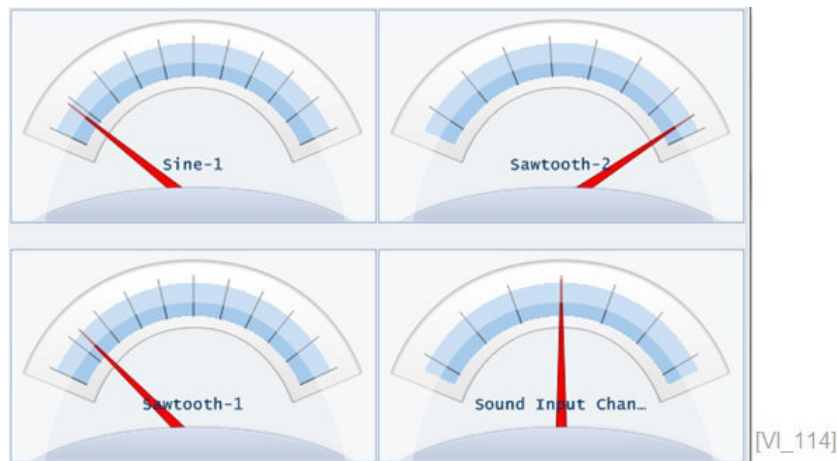 Sine-1
Sawtooth-2
Sawtooth-1
Sound Input Chan…
[VI_114]